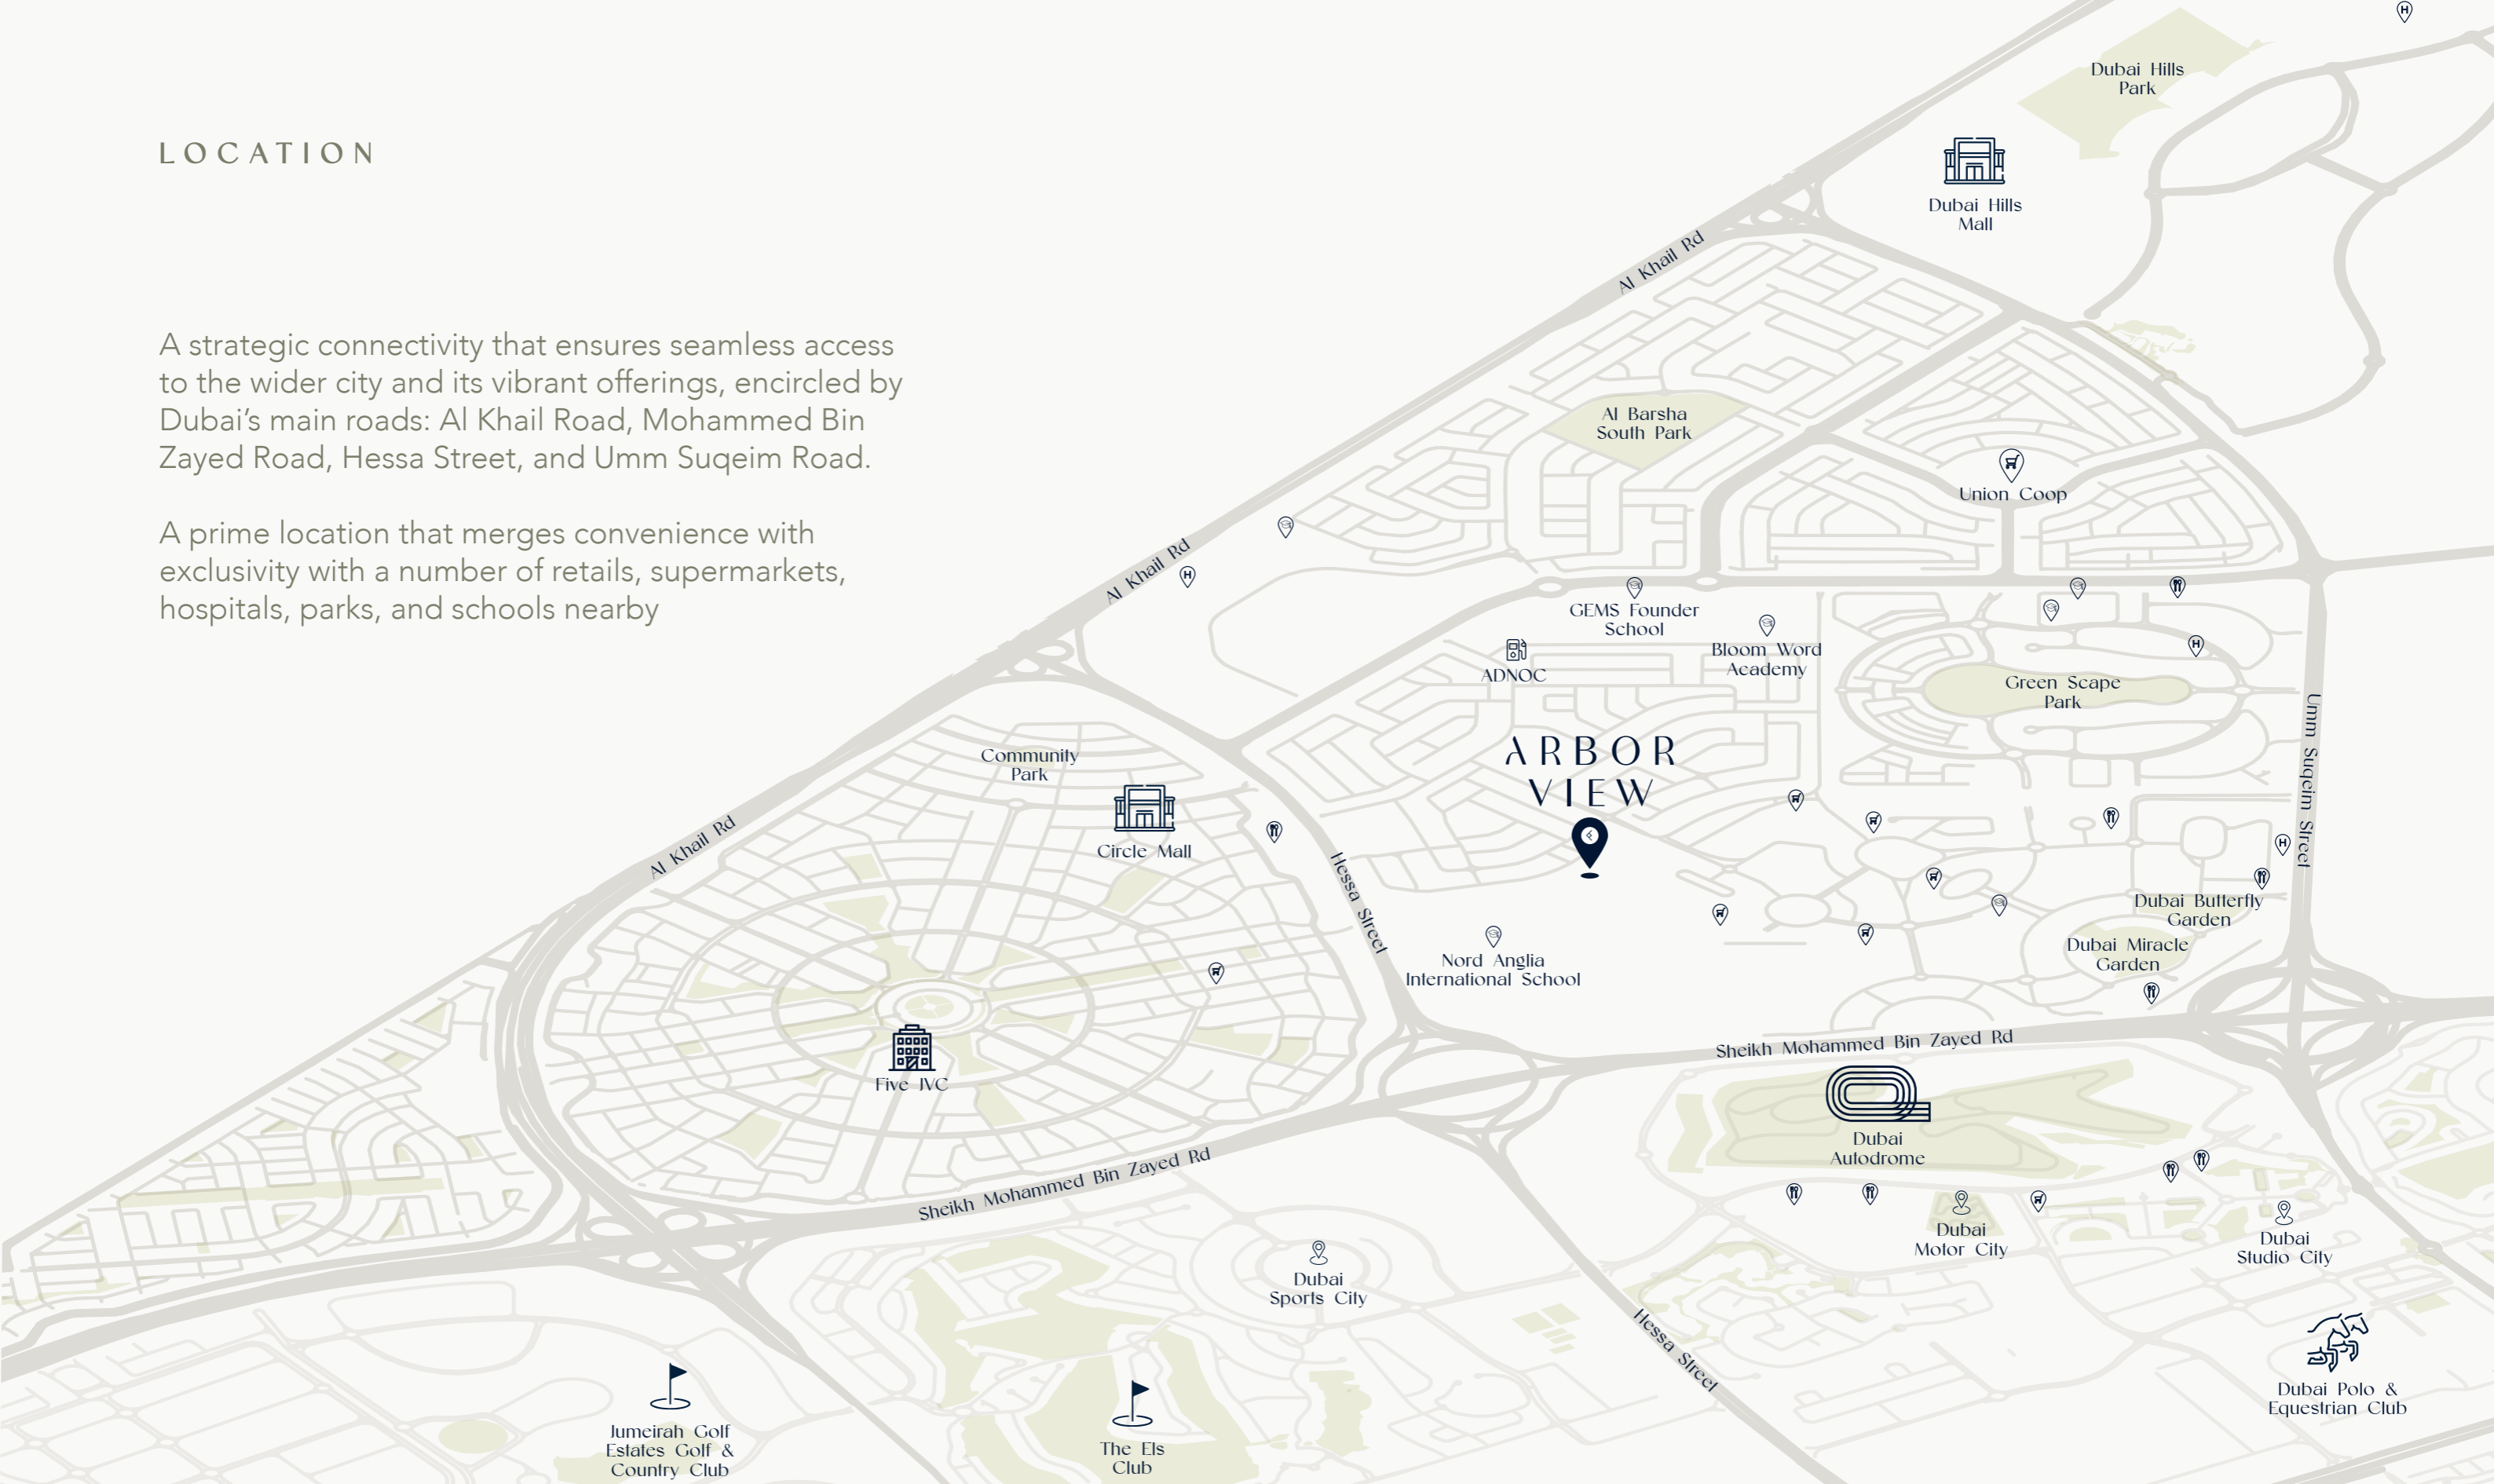 LOCATION
A strategic connectivity that ensures seamless access
to the wider city and its vibrant offerings, encircled by
Dubai’s main roads: Al Khail Road, Mohammed Bin
Zayed Road, Hessa Street, and Umm Suqeim Road.
A prime location that merges convenience with
exclusivity with a number of retails, supermarkets,
hospitals, parks, and schools nearby
H
Dubai Hills
Park
Dubai Hills
Mall
Al Khail Rd
Al Barsha
South Park
Union Coop
Al Khail Rd
H
GEMS Founder
School
Bloom Word
Academy
ADNOC
H
Green Scape
Park
Umm Suqeim Street
ARBOR
VIEW
Community
Park
Circle Mall
Al Khail Rd
Hessa Street
H
Dubai Butterfly
Garden
Dubai Miracle
Garden
Nord Anglia
International School
Five JVC
Sheikh Mohammed Bin Zayed Rd
Dubai
Autodrome
Sheikh Mohammed Bin Zayed Rd
Dubai
Motor City
Dubai
Studio City
Dubai
Sports City
Hessa Street
Dubai Polo &
Equestrian Club
Jumeirah Golf
Estates Golf &
Country Club
The Els
Club